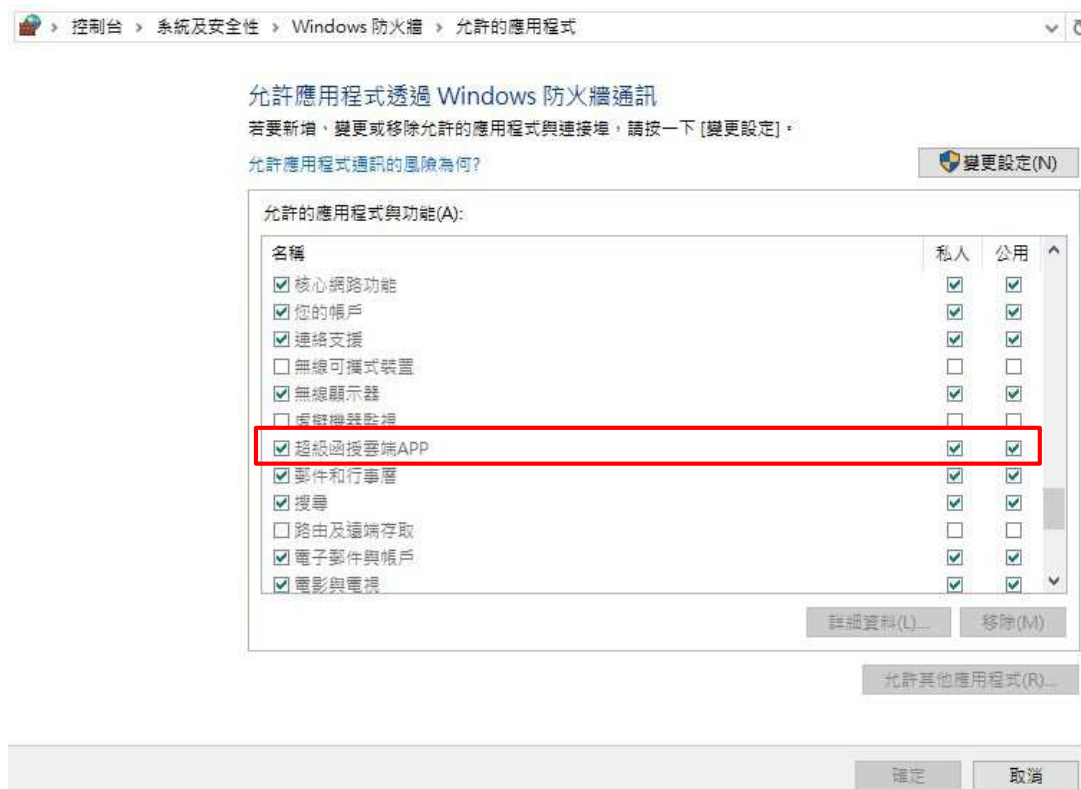 控制台 › 系統及安全性 › Windows 防火牆 › 允許的應用程式
允許應用程式透過 Windows 防火牆通訊
若要新增、變更或移除允許的應用程式與連接埠，請按一下 [變更設定]。
允許應用程式通訊的風險為何?
變更設定(N)
允許的應用程式與功能(A):
名稱 私人 公用
核心網路功能
您的帳戶
連絡支援
無線可攜式裝置
無線顯示器
虛擬機器監視
超級函授雲端APP
郵件和行事曆
搜尋
路由及遠端存取
電子郵件與帳戶
電影與電視
詳細資料(L)... 移除(M)
允許其他應用程式(R)...
確定 取消